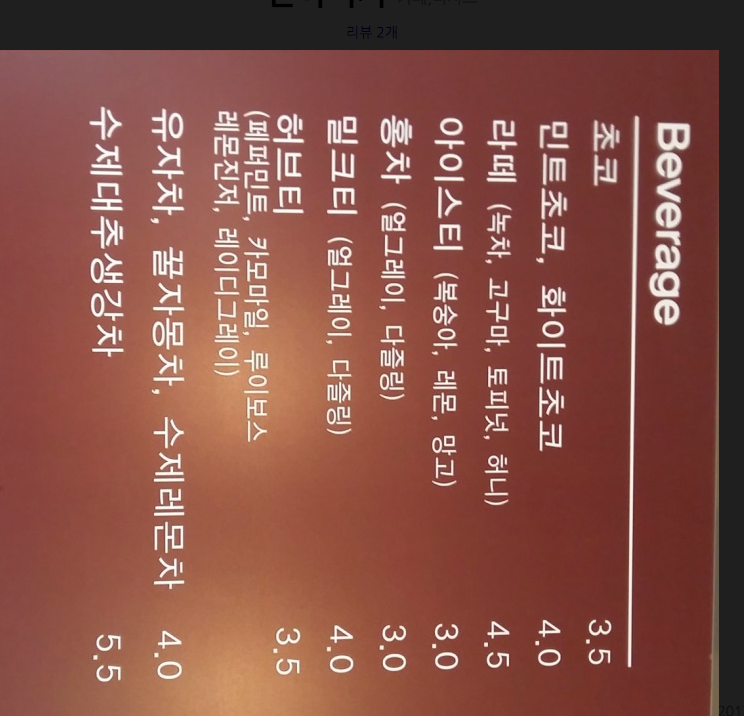 리뷰 2개
Beverage
초코 3.5
민트초코, 화이트초코 4.0
라떼 (녹차, 고구마, 토피넛, 허니) 4.5
아이스티 (복숭아, 레몬, 망고) 3.0
홍차 (얼그레이, 다즐링) 3.0
밀크티 (얼그레이, 다즐링) 4.0
허브티 3.5
(페퍼민트, 카모마일, 루이보스
레몬진저, 레이디그레이)
유자차, 꿀자몽차, 수제레몬차 4.0
수제대추생강차 5.5